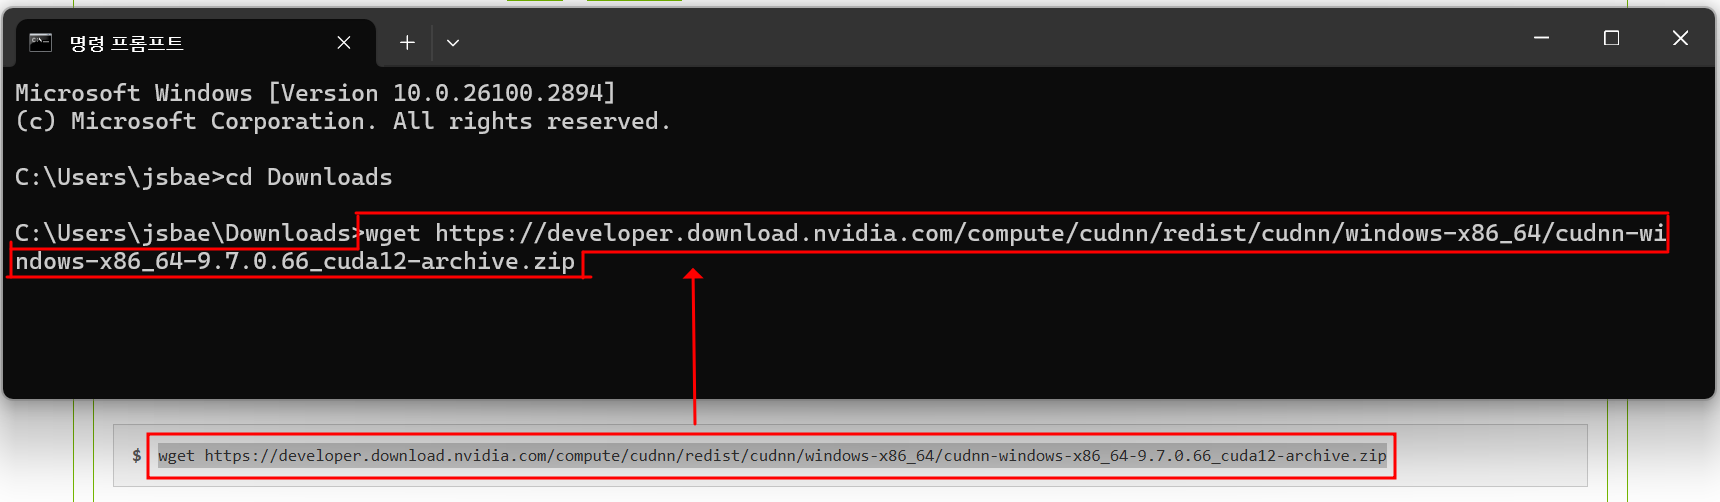 명령 프롬프트
Microsoft Windows [Version 10.0.26100.2894]
(c) Microsoft Corporation. All rights reserved.
C:\Users\jsbae>cd Downloads
C:\Users\jsbae\Downloads>wget https://developer.download.nvidia.com/compute/cudnn/redist/cudnn/windows-x86_64/cudnn-wi
ndows-x86_64-9.7.0.66_cuda12-archive.zip
$ wget https://developer.download.nvidia.com/compute/cudnn/redist/cudnn/windows-x86_64/cudnn-windows-x86_64-9.7.0.66_cuda12-archive.zip